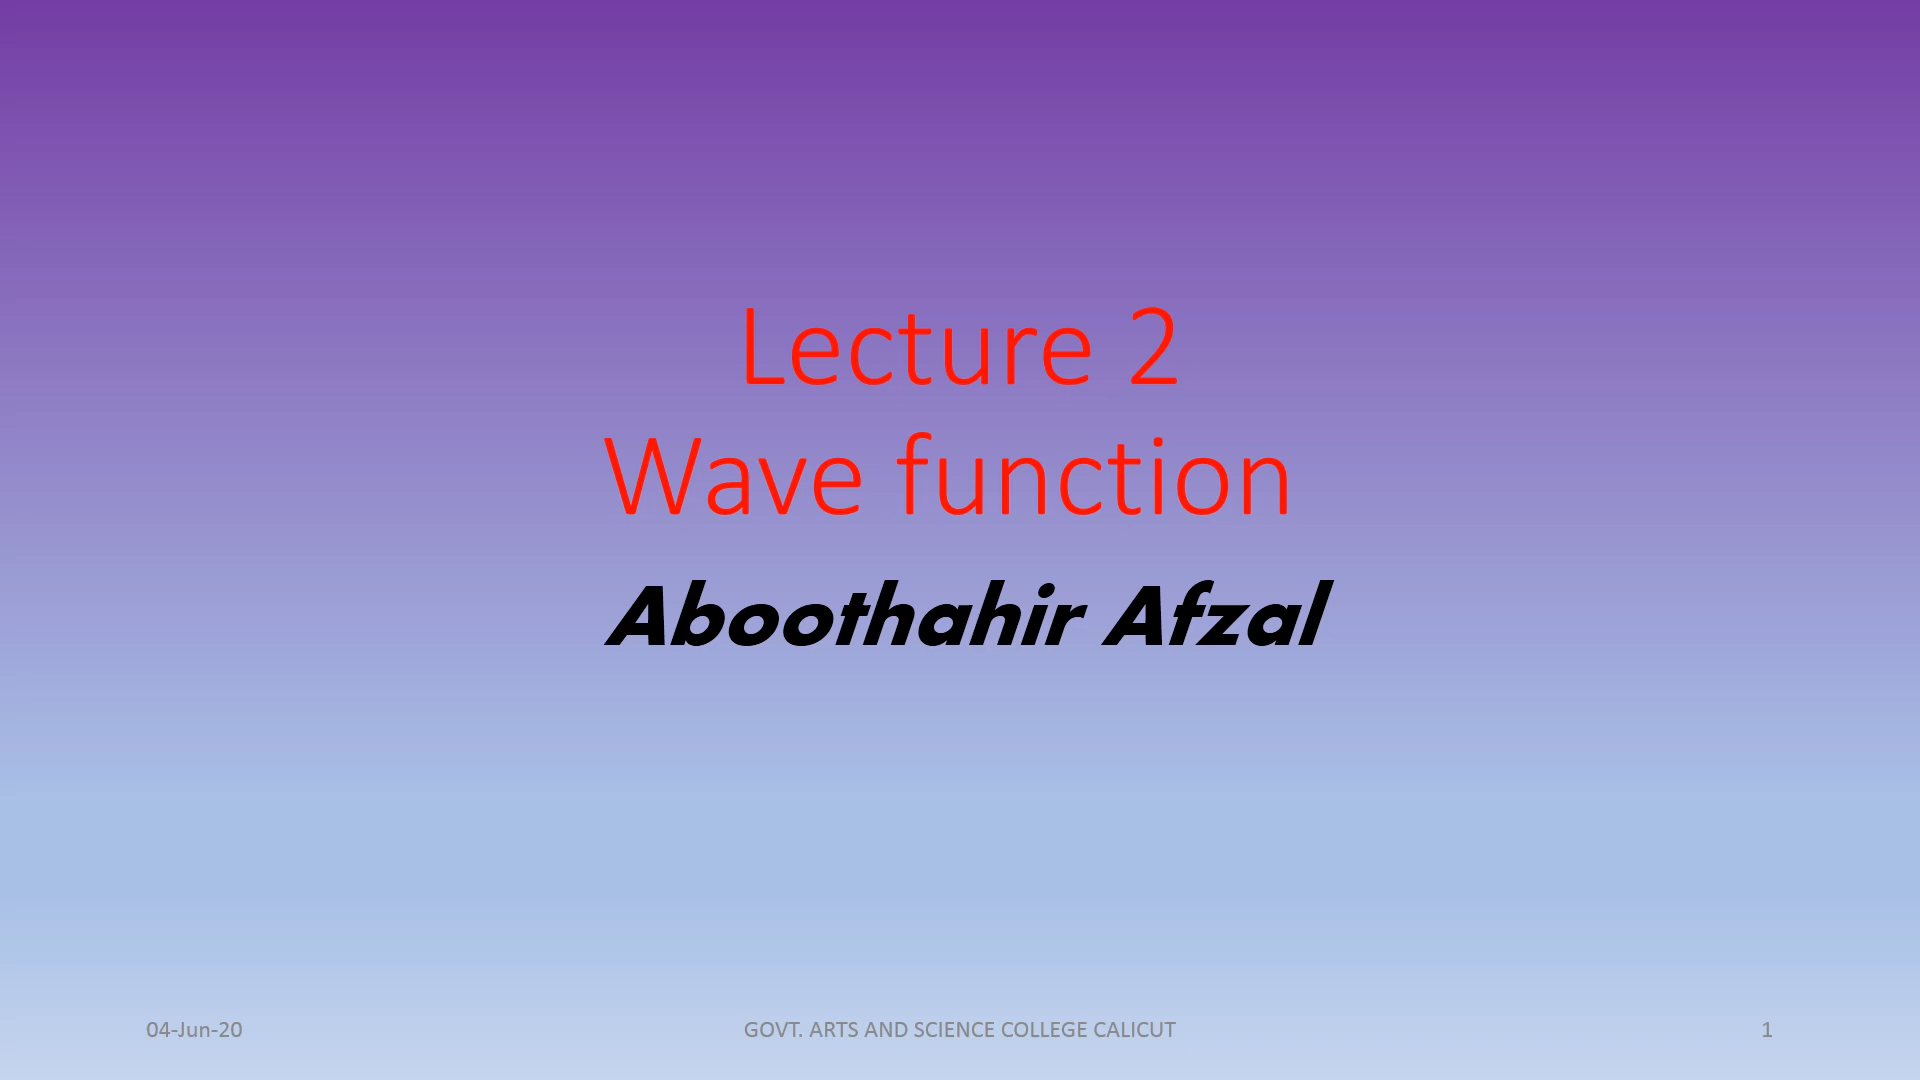 Lecture 2
Wave function
Aboothahir Afzal
04-Jun-20
GOVT. ARTS AND SCIENCE COLLEGE CALICUT
1